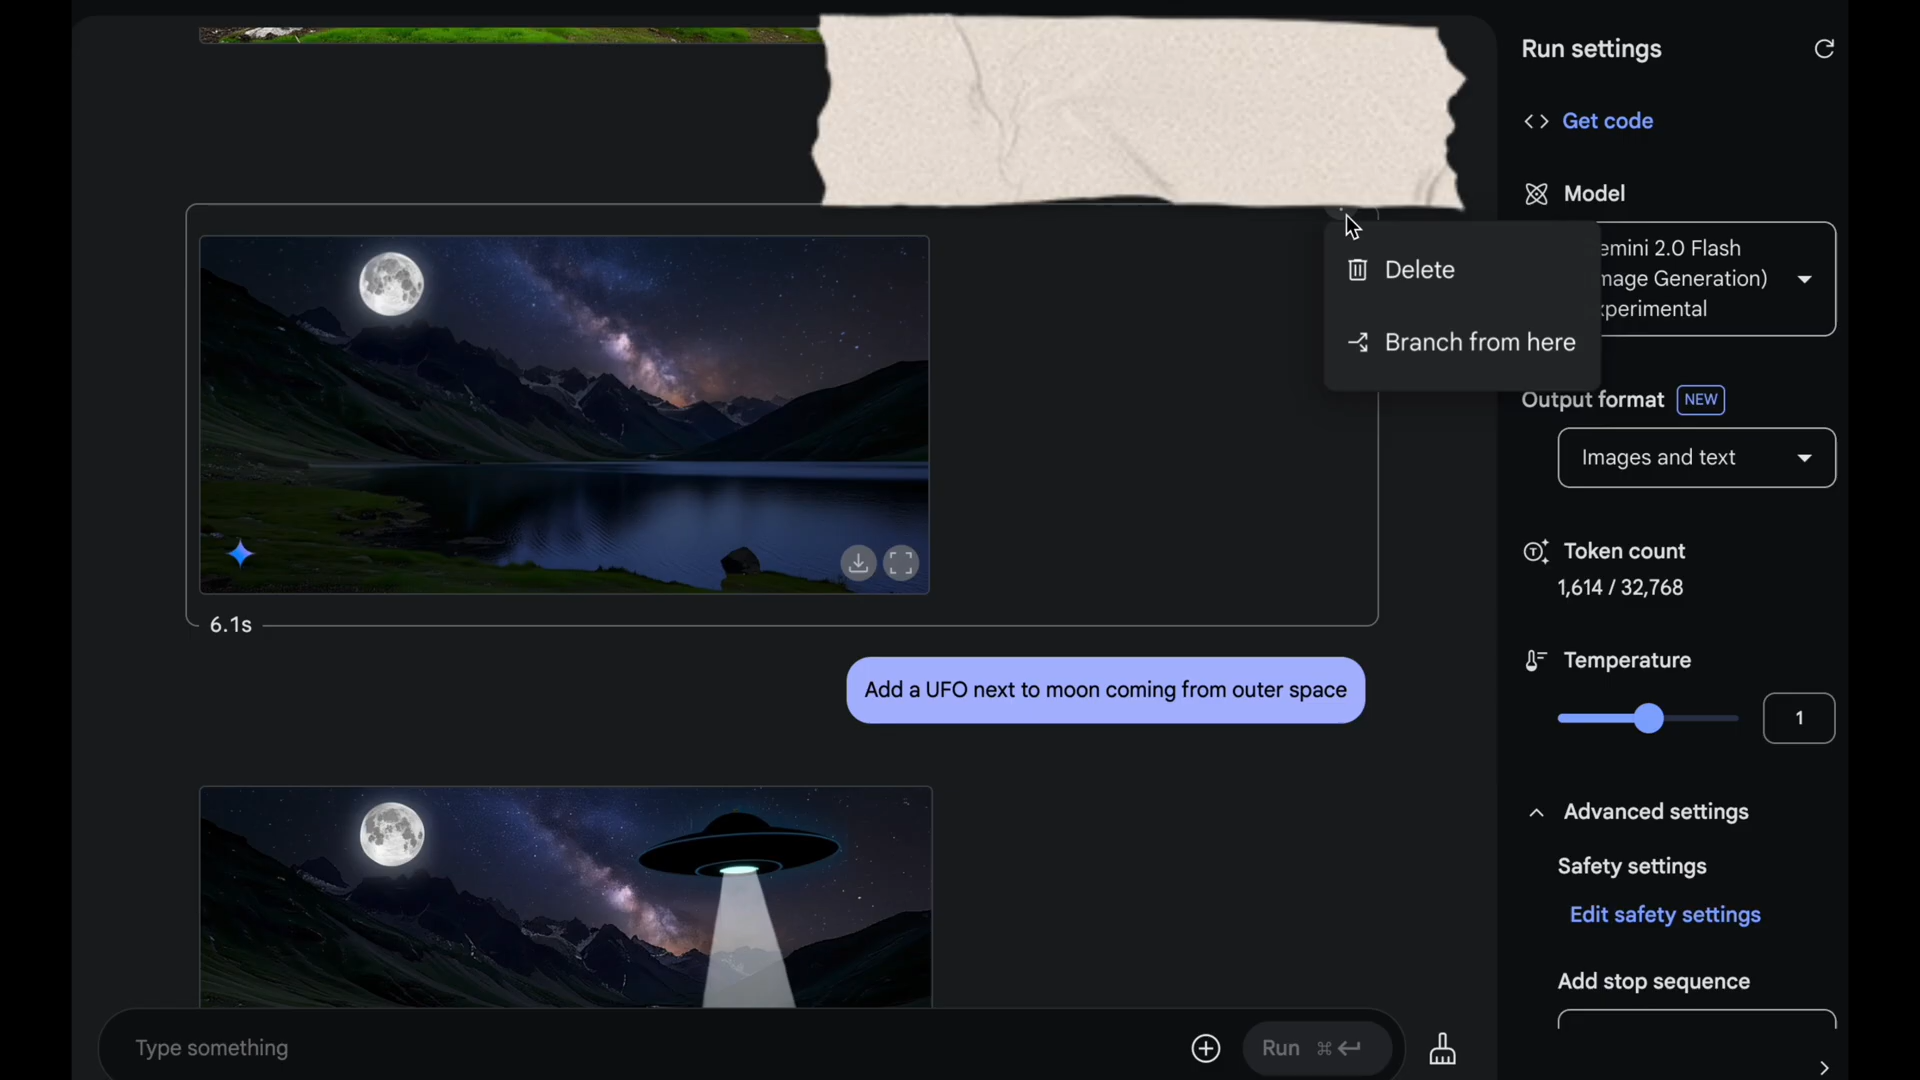 Run settings
Get code
Model
emini 2.0 Flash
mage Generation)
xperimental
Delete
Branch from here
Output format NEW
Images and text
Token count
1,614 / 32,768
6.1s
Add a UFO next to moon coming from outer space
Temperature
1
Advanced settings
Safety settings
Edit safety settings
Add stop sequence
Type something
Run ⌘